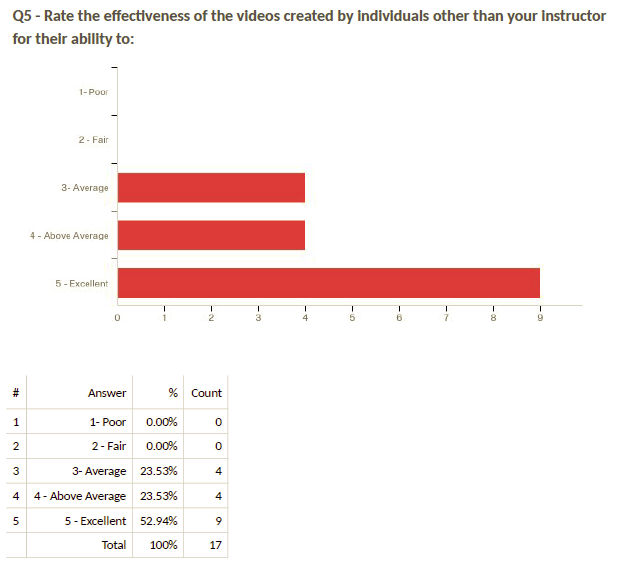 Q5 - Rate the effectiveness of the videos created by individuals other than your instructor
for their ability to:
1- Poor
2 - Fair
3- Average
4 - Above Average
5 - Excellent
0 1 2 3 4 5 6 7 8 9
# Answer % Count
1 1- Poor 0.00% 0
2 2 - Fair 0.00% 0
3 3- Average 23.53% 4
4 4 - Above Average 23.53% 4
5 5 - Excellent 52.94% 9
Total 100% 17